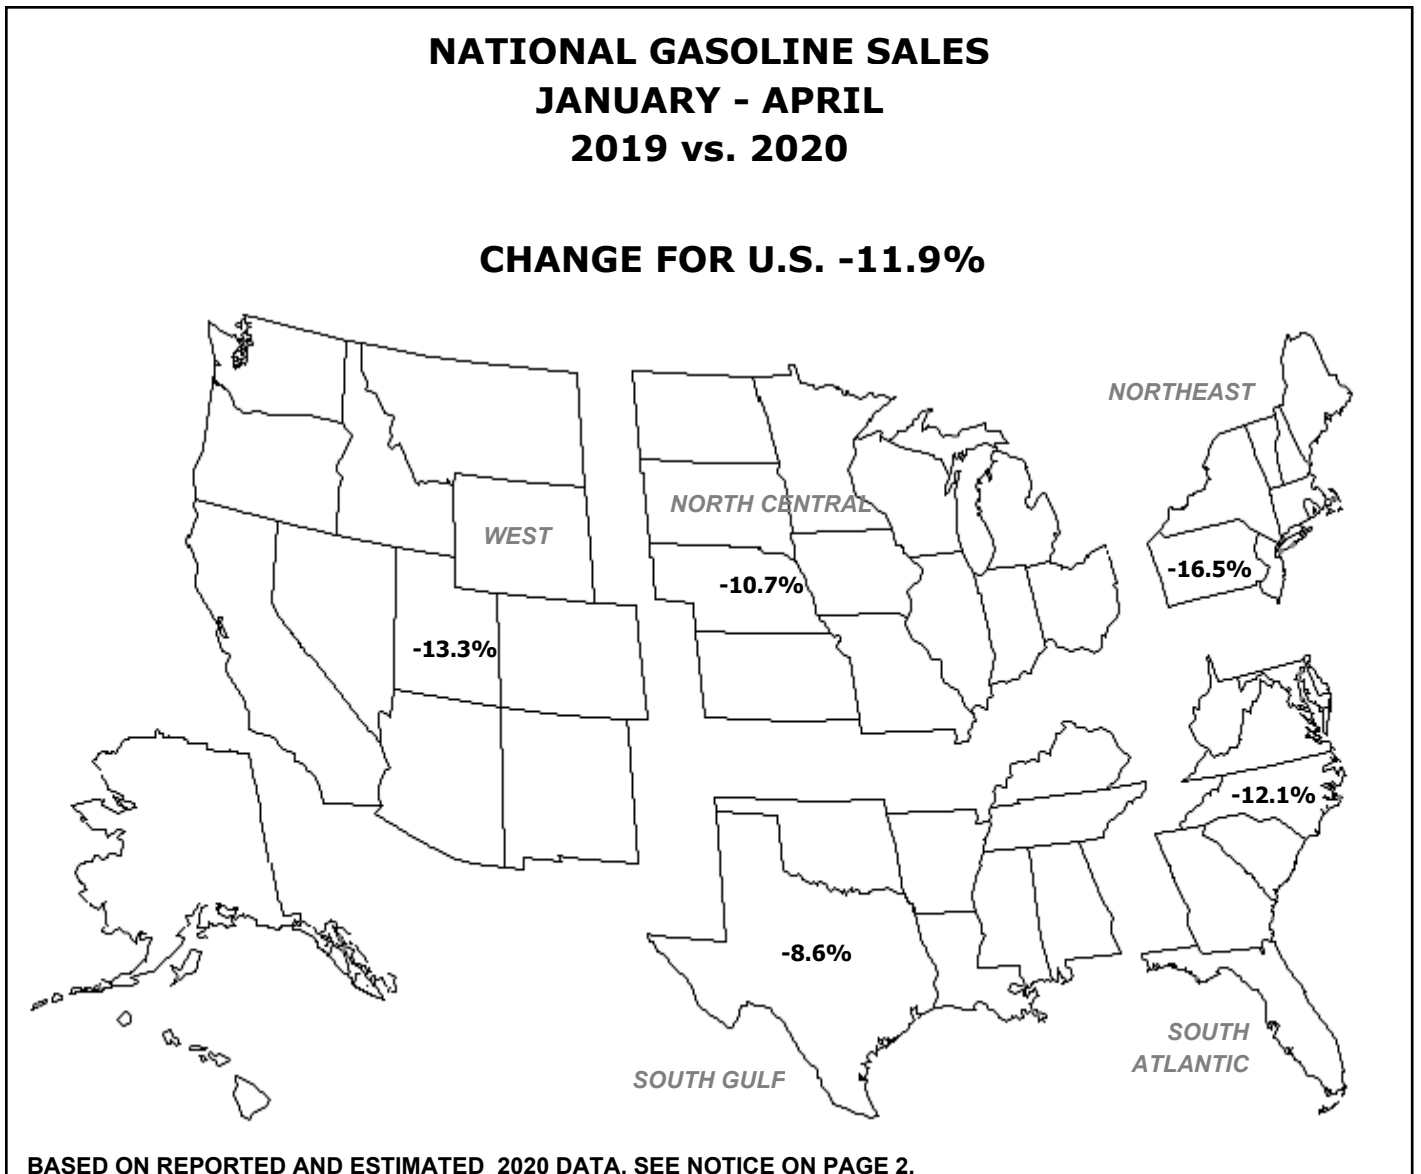 NATIONAL GASOLINE SALES
JANUARY - APRIL
2019 vs. 2020
CHANGE FOR U.S. -11.9%
NORTHEAST
NORTH CENTRAL
WEST
-16.5%
-10.7%
-13.3%
-12.1%
-8.6%
SOUTH
ATLANTIC
SOUTH GULF
BASED ON REPORTED AND ESTIMATED  2020 DATA. SEE NOTICE ON PAGE 2.